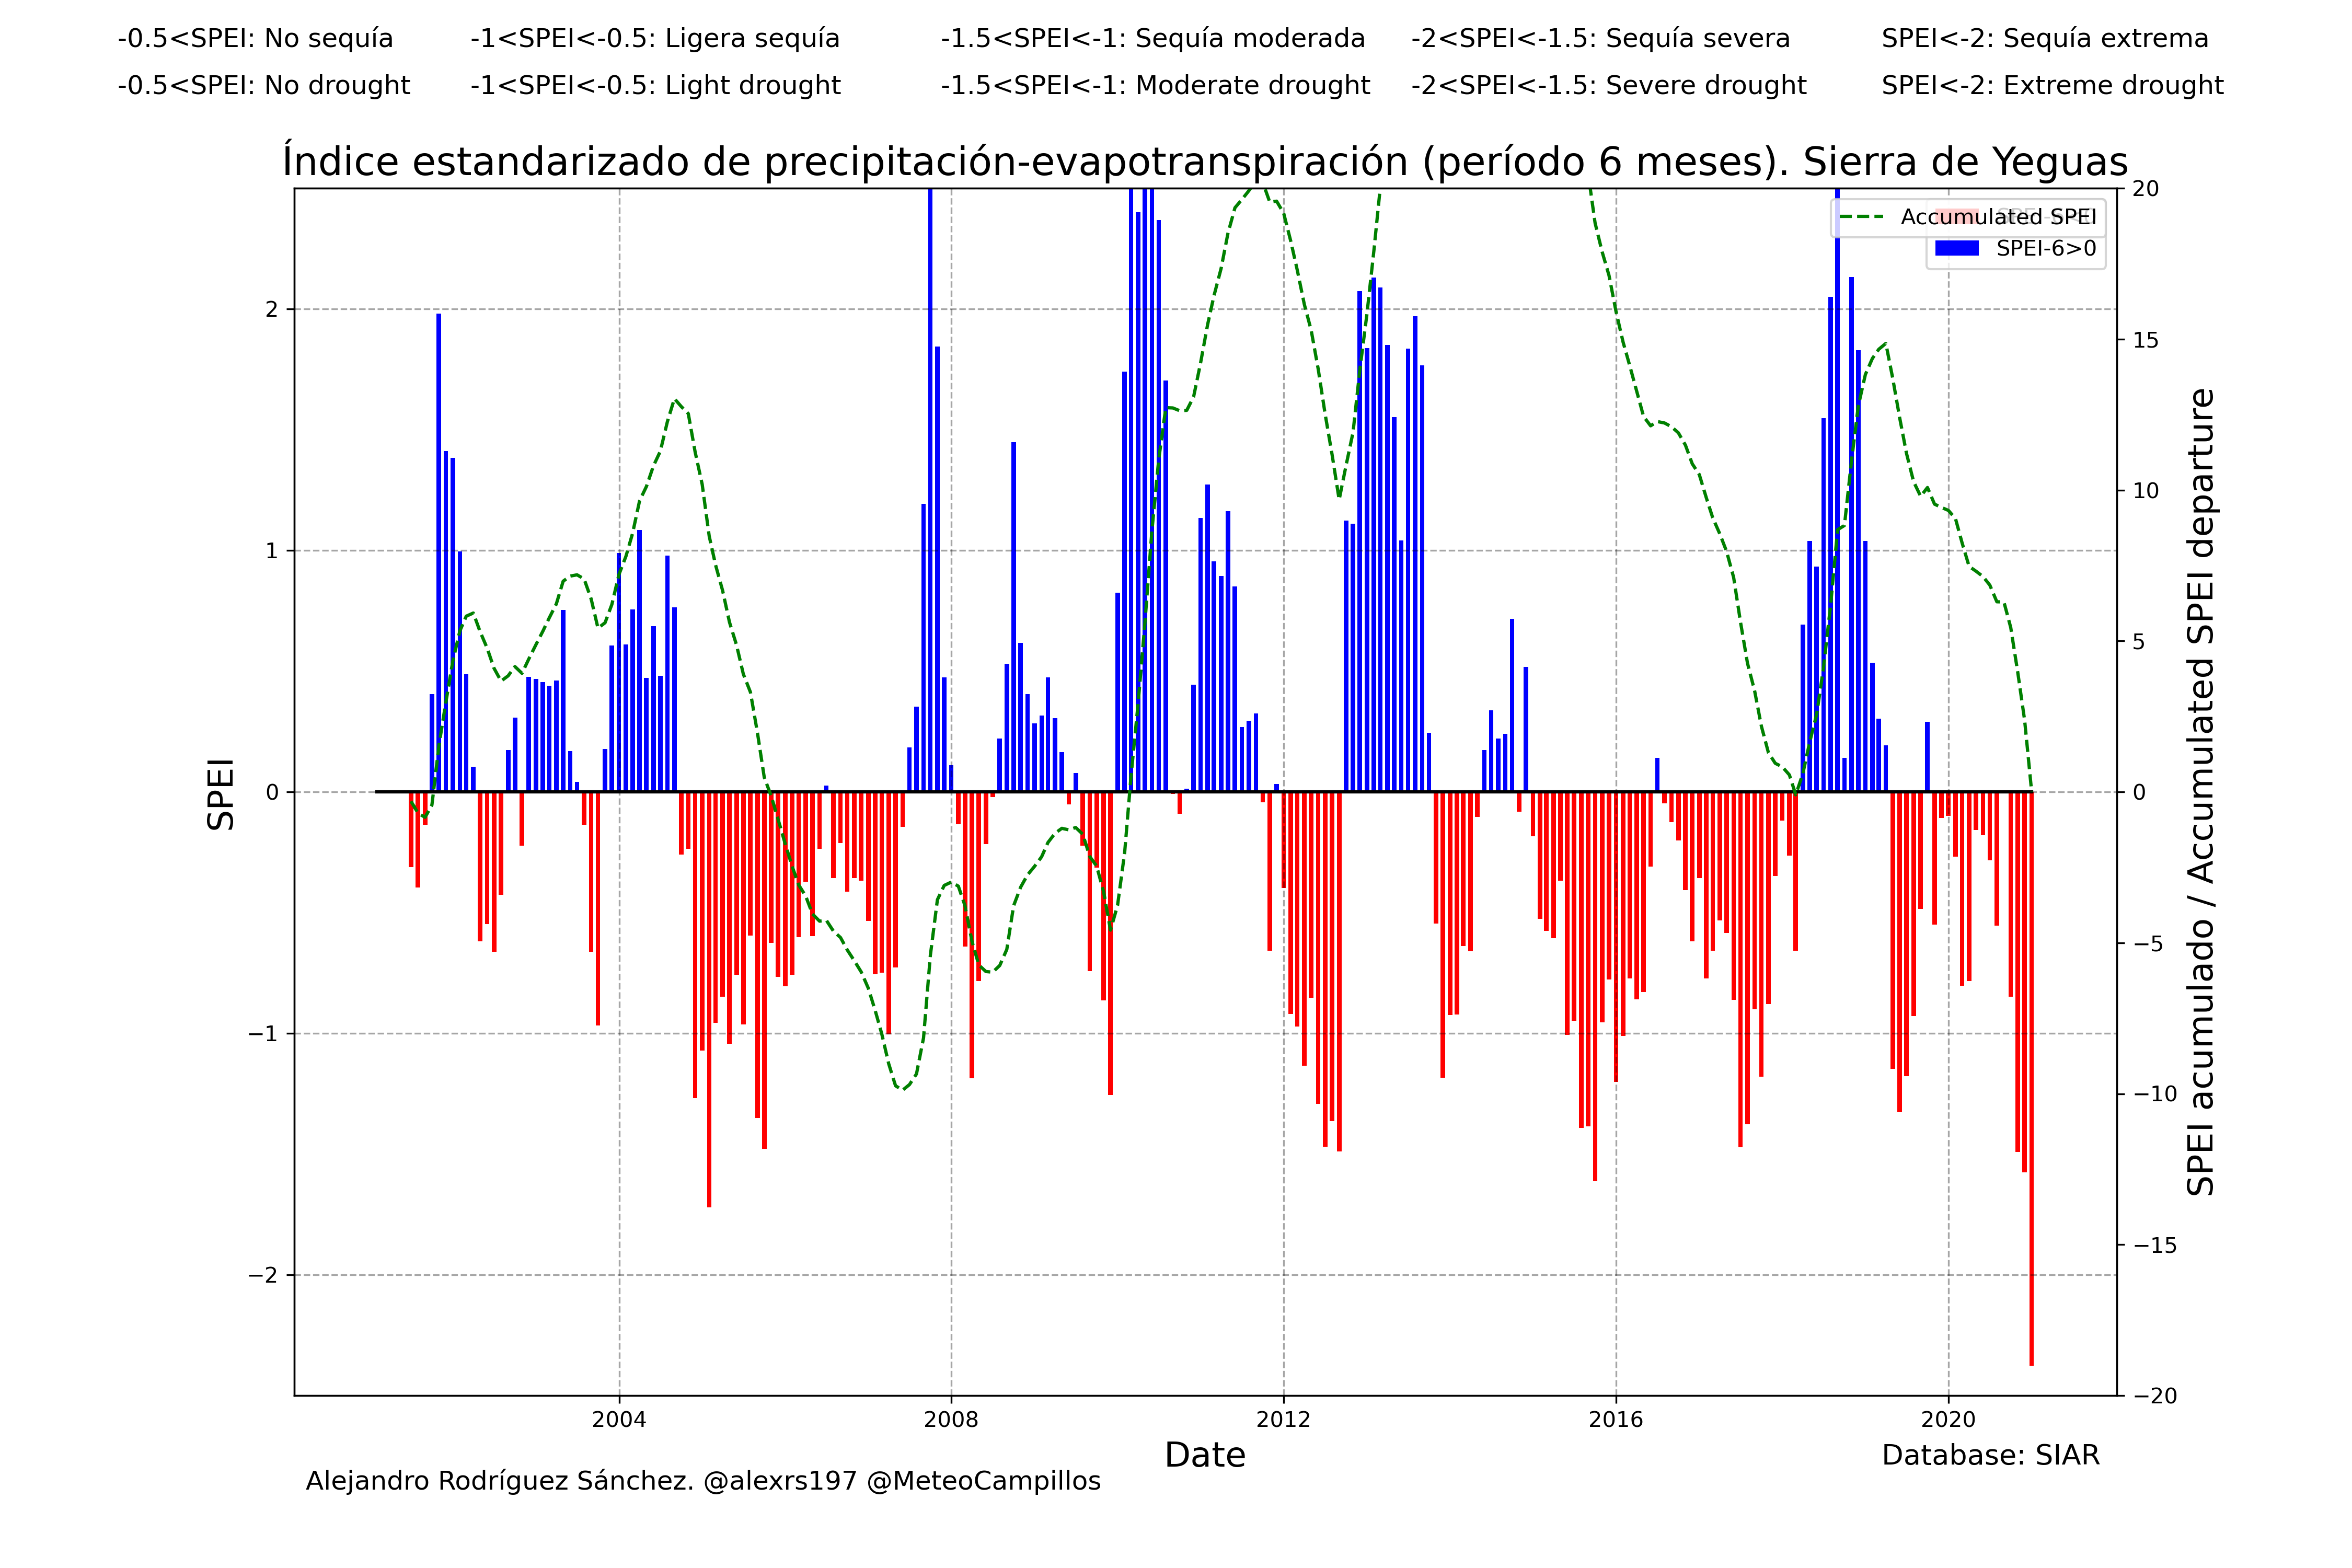 -0.5<SPEI: No sequía
-1<SPEI<-0.5: Ligera sequía
-1.5<SPEI<-1: Sequía moderada
-2<SPEI<-1.5: Sequía severa
SPEI<-2: Sequía extrema
-0.5<SPEI: No drought
-1<SPEI<-0.5: Light drought
-1.5<SPEI<-1: Moderate drought
-2<SPEI<-1.5: Severe drought
SPEI<-2: Extreme drought
Índice estandarizado de precipitación-evapotranspiración (período 6 meses). Sierra de Yeguas
Accumulated SPEI
SPEI-6>0
SPEI
2
1
0
−1
−2
20
15
10
5
0
−5
−10
−15
−20
SPEI acumulado / Accumulated SPEI departure
2004
2008
2012
2016
2020
Date
Database: SIAR
Alejandro Rodríguez Sánchez. @alexrs197 @MeteoCampillos